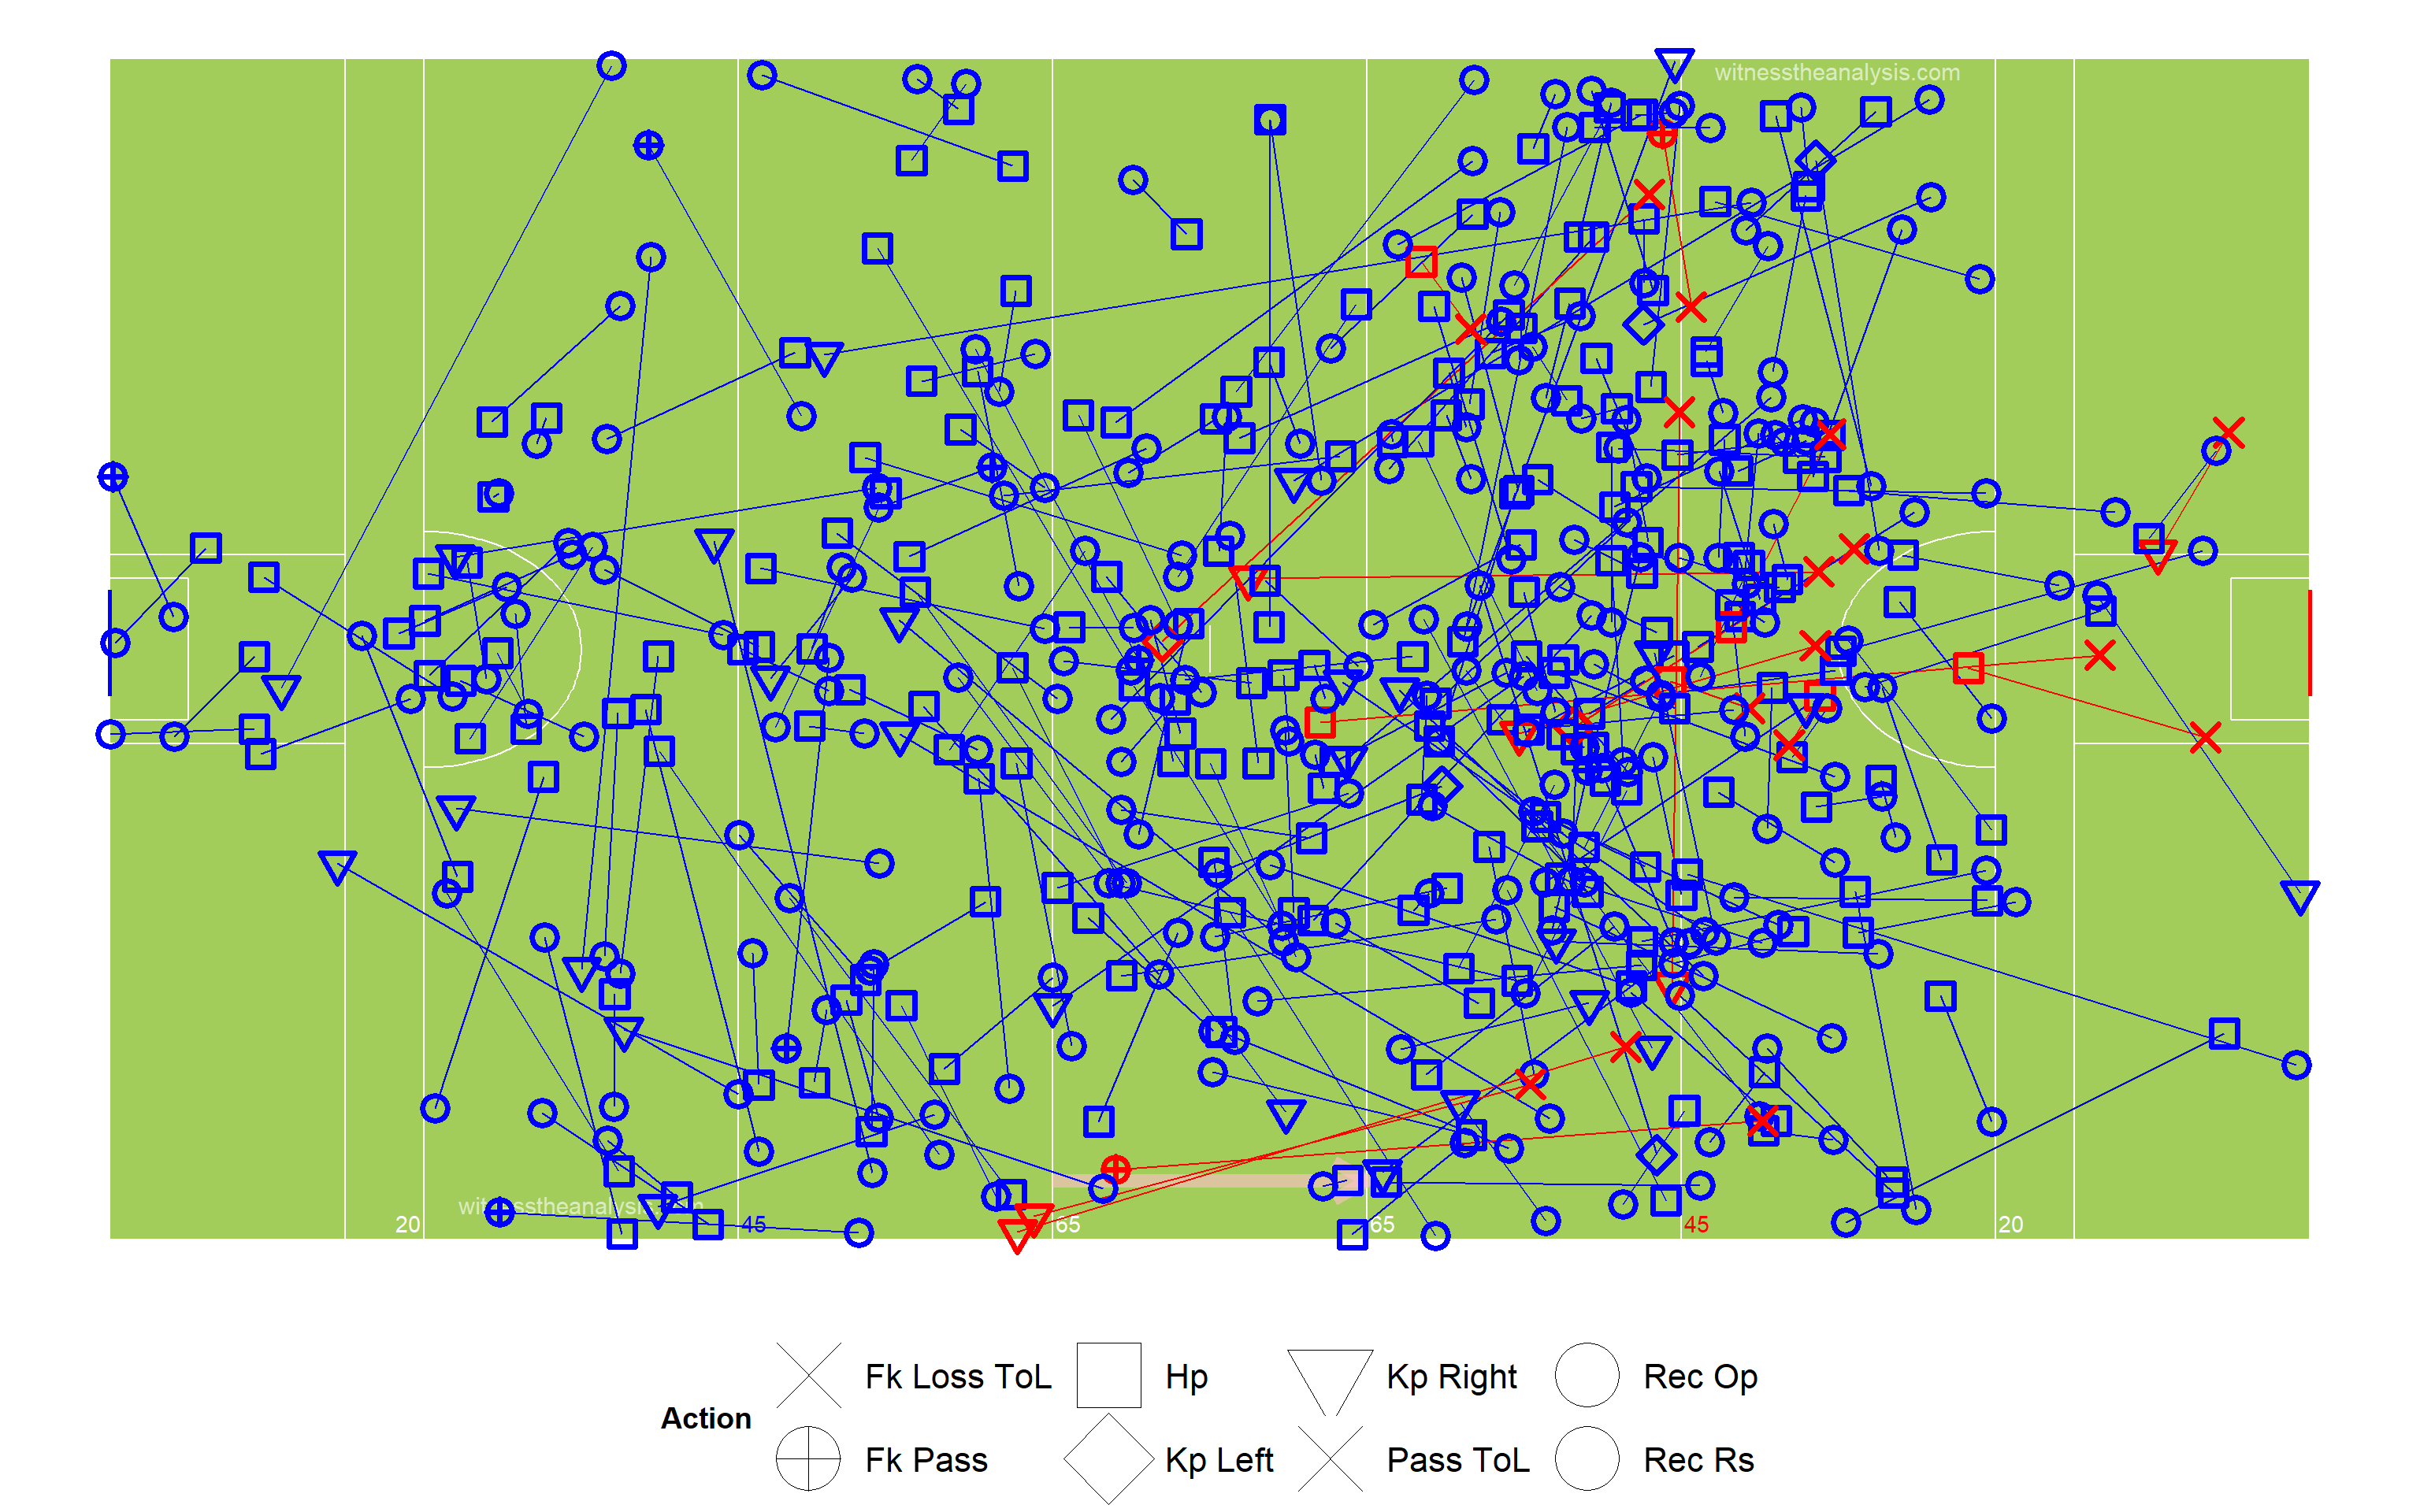 witnesstheanalysis.com
witnesstheanalysis.com
20 45 65 65 45 20
Fk Loss ToL Hp Kp Right Rec Op
Action
Fk Pass Kp Left Pass ToL Rec Rs